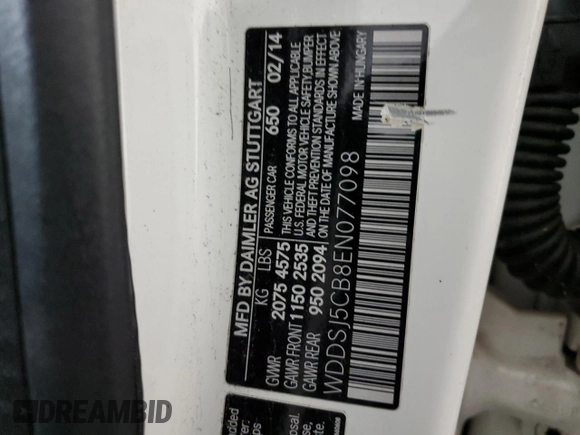 MFD BY DAIMLER AG STUTTGART
PASSENGER CAR 650 02/14
KG LBS
THIS VEHICLE CONFORMS TO ALL APPLICABLE
U.S. FEDERAL MOTOR VEHICLE SAFETY, BUMPER
AND THEFT PREVENTION STANDARDS IN EFFECT
ON THE DATE OF MANUFACTURE SHOWN ABOVE
GVWR 2075 4575
GAWR FRONT 1150 2535
GAWR REAR 950 2094
MADE IN HUNGARY
WDDSJ5CB8EN077098
DREAMBID